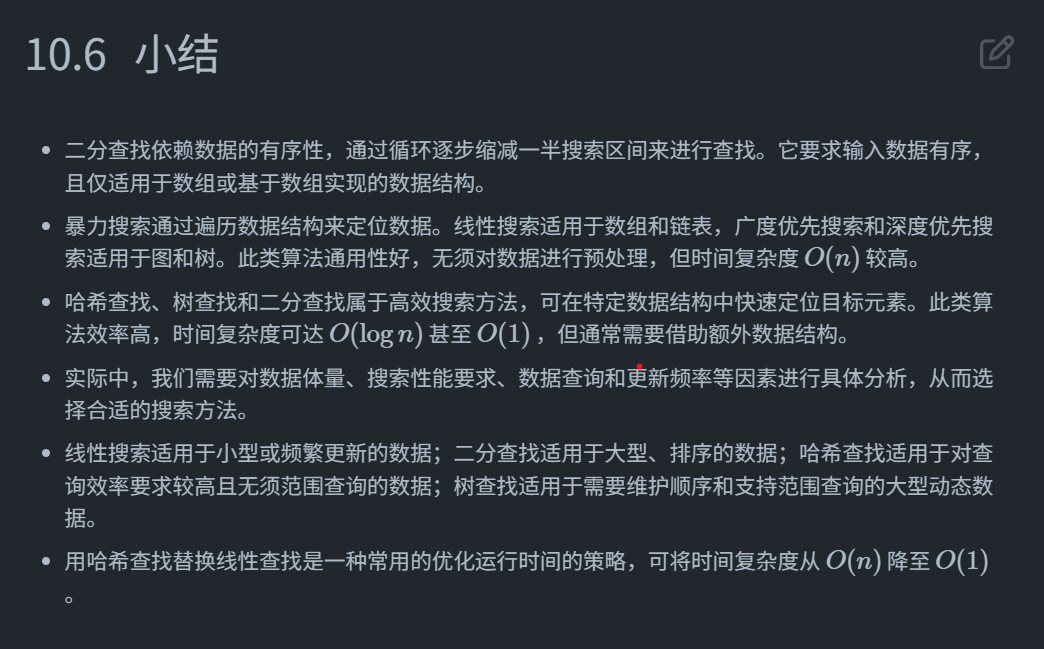 10.6 小结
二分查找依赖数据的有序性，通过循环逐步缩减一半搜索区间来进行查找。它要求输入数据有序，
且仅适用于数组或基于数组实现的数据结构。
暴力搜索通过遍历数据结构来定位数据。线性搜索适用于数组和链表，广度优先搜索和深度优先搜
索适用于图和树。此类算法通用性好，无须对数据进行预处理，但时间复杂度 O(n) 较高。
哈希查找、树查找和二分查找属于高效搜索方法，可在特定数据结构中快速定位目标元素。此类算
法效率高，时间复杂度可达 O(log n) 甚至 O(1) ，但通常需要借助额外数据结构。
实际中，我们需要对数据体量、搜索性能要求、数据查询和更新频率等因素进行具体分析，从而选
择合适的搜索方法。
线性搜索适用于小型或频繁更新的数据；二分查找适用于大型、排序的数据；哈希查找适用于对查
询效率要求较高且无须范围查询的数据；树查找适用于需要维护顺序和支持范围查询的大型动态数
据。
用哈希查找替换线性查找是一种常用的优化运行时间的策略，可将时间复杂度从 O(n) 降至 O(1)
。